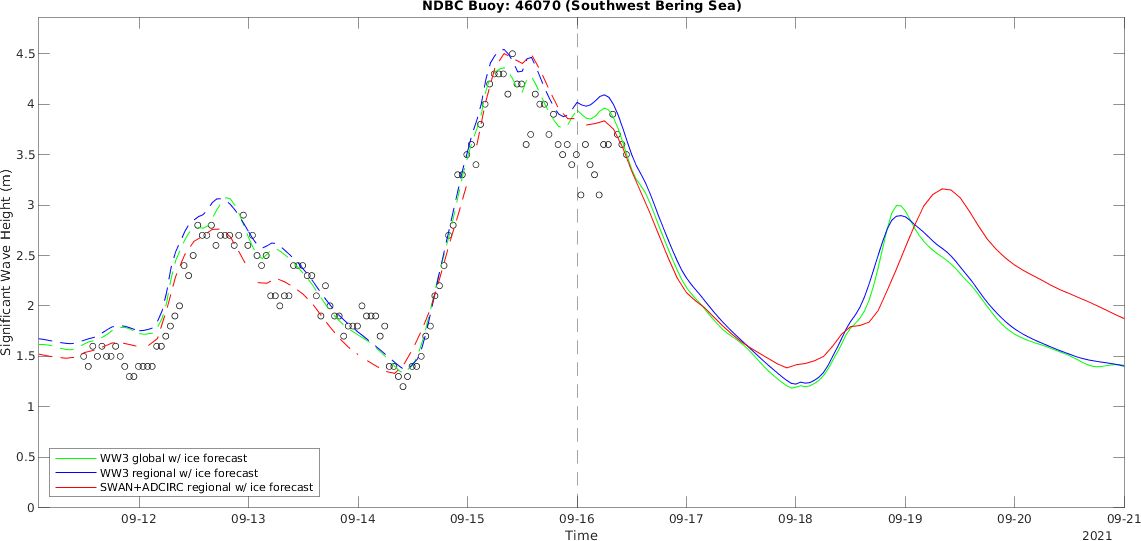 NDBC Buoy: 46070 (Southwest Bering Sea)
Significant Wave Height (m)
4.5
4
3.5
3
2.5
2
1.5
1
0.5
0
WW3 global w/ ice forecast
WW3 regional w/ ice forecast
SWAN+ADCIRC regional w/ ice forecast
09-12 09-13 09-14 09-15 09-16 09-17 09-18 09-19 09-20 09-21
Time
2021